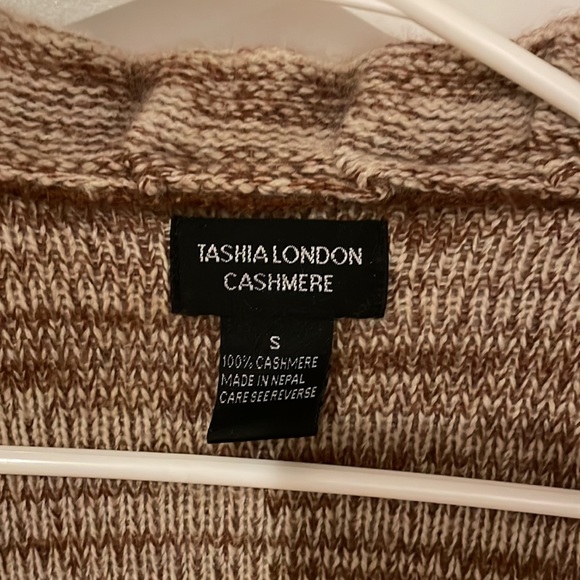 TASHIA LONDON
CASHMERE
S
100% CASHMERE
MADE IN NEPAL
CARE SEE REVERSE